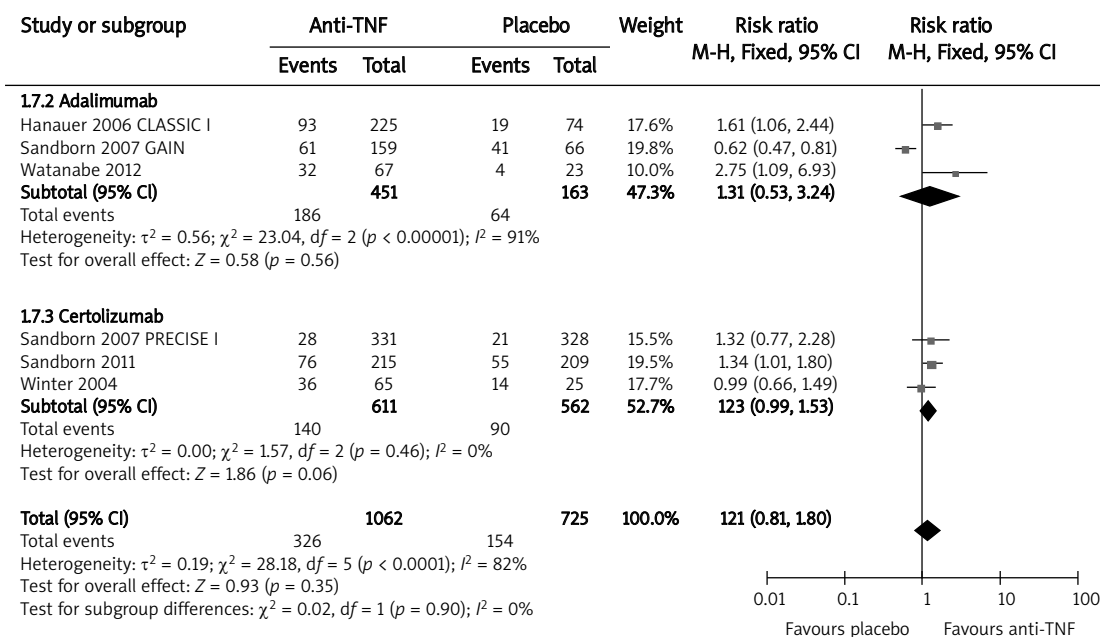 Study or subgroup Anti-TNF Placebo Weight Risk ratio Risk ratio
Events Total Events Total M-H, Fixed, 95% CI M-H, Fixed, 95% CI
1.7.2 Adalimumab
Hanauer 2006 CLASSIC I 93 225 19 74 17.6% 1.61 (1.06, 2.44)
Sandborn 2007 GAIN 61 159 41 66 19.8% 0.62 (0.47, 0.81)
Watanabe 2012 32 67 4 23 10.0% 2.75 (1.09, 6.93)
Subtotal (95% CI) 451 163 47.3% 1.31 (0.53, 3.24)
Total events 186 64
Heterogeneity: τ² = 0.56; χ² = 23.04, df = 2 (p < 0.00001); I² = 91%
Test for overall effect: Z = 0.58 (p = 0.56)
1.7.3 Certolizumab
Sandborn 2007 PRECISE I 28 331 21 328 15.5% 1.32 (0.77, 2.28)
Sandborn 2011 76 215 55 209 19.5% 1.34 (1.01, 1.80)
Winter 2004 36 65 14 25 17.7% 0.99 (0.66, 1.49)
Subtotal (95% CI) 611 562 52.7% 123 (0.99, 1.53)
Total events 140 90
Heterogeneity: τ² = 0.00; χ² = 1.57, df = 2 (p = 0.46); I² = 0%
Test for overall effect: Z = 1.86 (p = 0.06)
Total (95% CI) 1062 725 100.0% 121 (0.81, 1.80)
Total events 326 154
Heterogeneity: τ² = 0.19; χ² = 28.18, df = 5 (p < 0.0001); I² = 82%
Test for overall effect: Z = 0.93 (p = 0.35)
Test for subgroup differences: χ² = 0.02, df = 1 (p = 0.90); I² = 0%
0.01 0.1 1 10 100
Favours placebo Favours anti-TNF